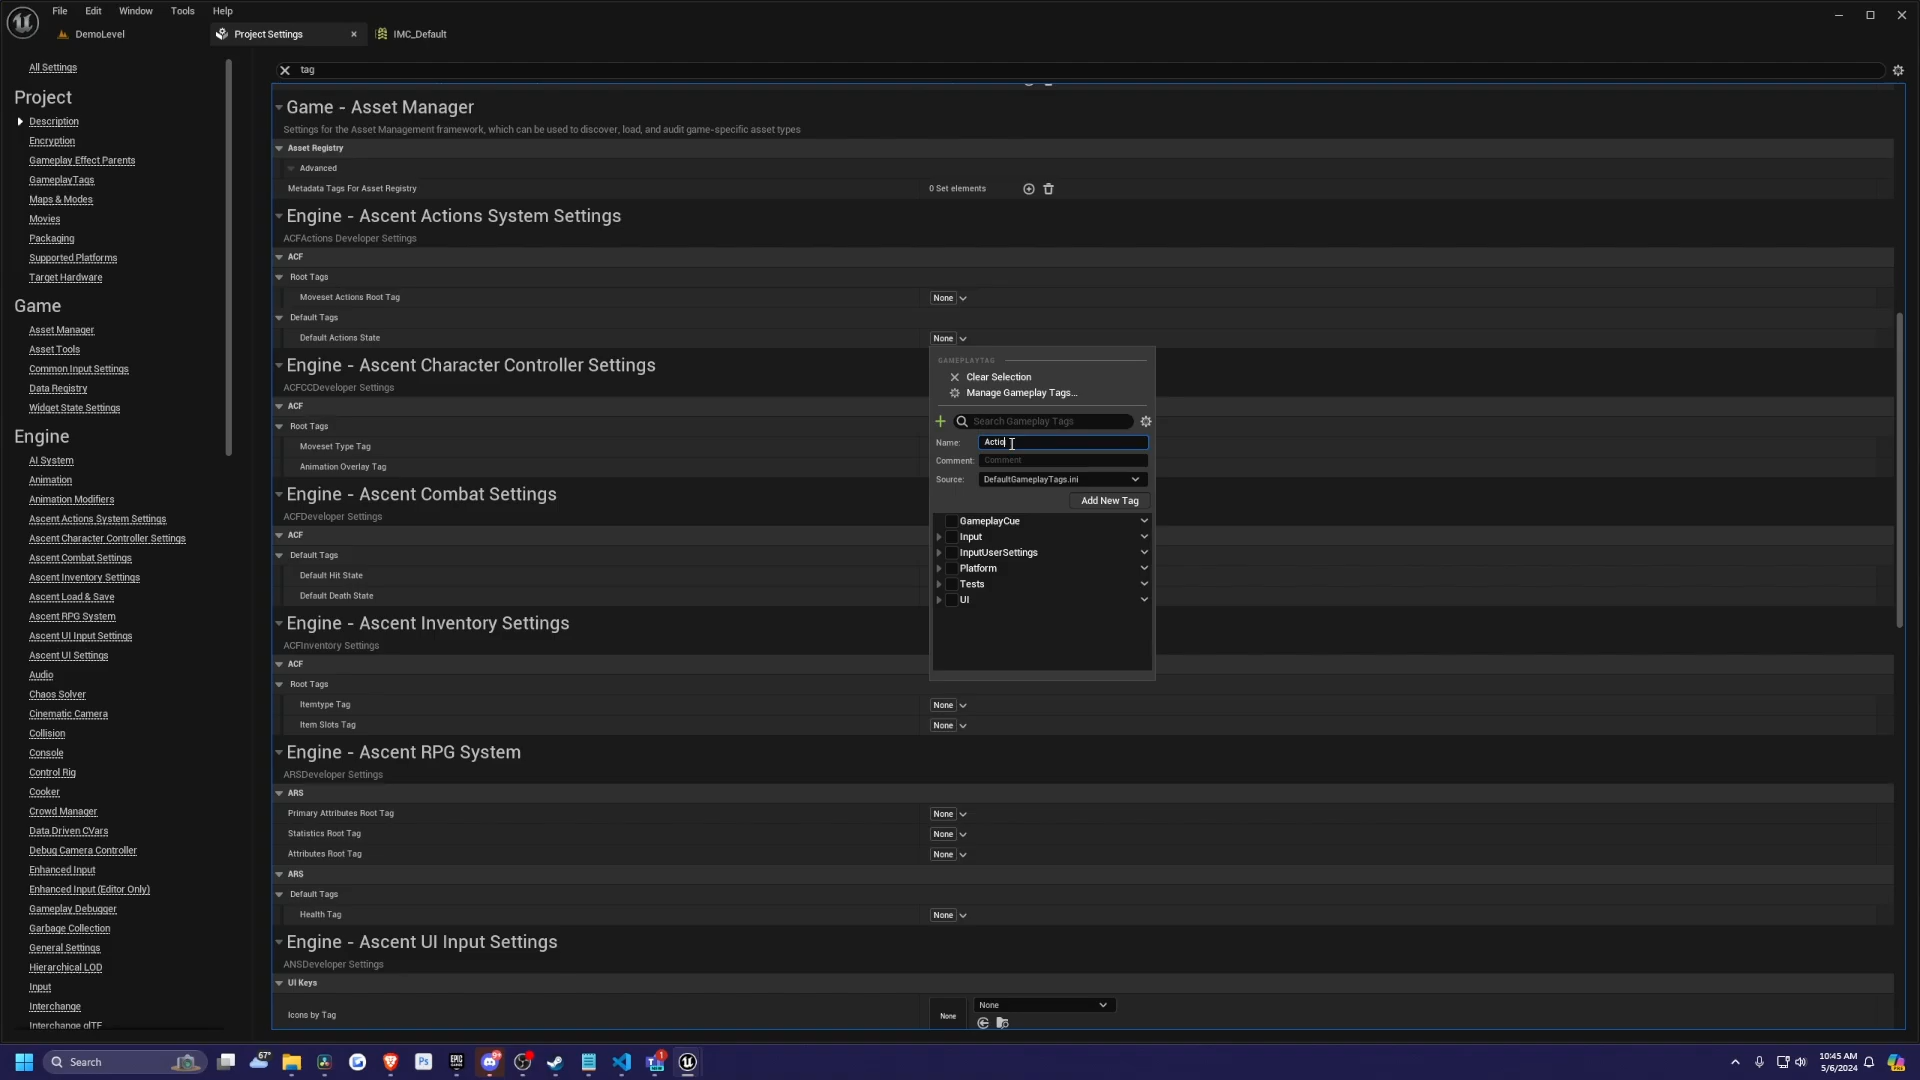 File Edit Window Tools Help
DemoLevel
Project Settings
IMC_Default
tag
All Settings
Project
Description
Encryption
Gameplay Effect Parents
GameplayTags
Maps & Modes
Movies
Packaging
Supported Platforms
Target Hardware
Game
Asset Manager
Asset Tools
Common Input Settings
Data Registry
Widget State Settings
Engine
AI System
Animation
Animation Modifiers
Ascent Actions System Settings
Ascent Character Controller Settings
Ascent Combat Settings
Ascent Inventory Settings
Ascent Load & Save
Ascent RPG System
Ascent UI Input Settings
Ascent UI Settings
Audio
Chaos Solver
Cinematic Camera
Collision
Console
Control Rig
Cooker
Crowd Manager
Data Driven CVars
Debug Camera Controller
Enhanced Input
Enhanced Input (Editor Only)
Gameplay Debugger
Garbage Collection
General Settings
Hierarchical LOD
Input
Interchange
Interchange glTF
Game - Asset Manager
Settings for the Asset Management framework, which can be used to discover, load, and audit game-specific asset types
Asset Registry
Advanced
Metadata Tags For Asset Registry 0 Set elements
Engine - Ascent Actions System Settings
ACFActions Developer Settings
ACF
Root Tags
Moveset Actions Root Tag None
Default Tags
Default Actions State None
Engine - Ascent Character Controller Settings
ACFCCDeveloper Settings
ACF
Root Tags
Moveset Type Tag
Animation Overlay Tag
Engine - Ascent Combat Settings
ACFDeveloper Settings
ACF
Default Tags
Default Hit State
Default Death State
Engine - Ascent Inventory Settings
ACFInventory Settings
ACF
Root Tags
Itemtype Tag None
Item Slots Tag None
Engine - Ascent RPG System
ARSDeveloper Settings
ARS
Primary Attributes Root Tag None
Statistics Root Tag None
Attributes Root Tag None
ARS
Default Tags
Health Tag None
Engine - Ascent UI Input Settings
ANSDeveloper Settings
UI Keys
Icons by Tag None None
GAMEPLAYTAG
Clear Selection
Manage Gameplay Tags...
Search Gameplay Tags
Name: Actio
Comment: Comment
Source: DefaultGameplayTags.ini
Add New Tag
GameplayCue
Input
InputUserSettings
Platform
Tests
UI
Search
67°
10:45 AM
5/6/2024